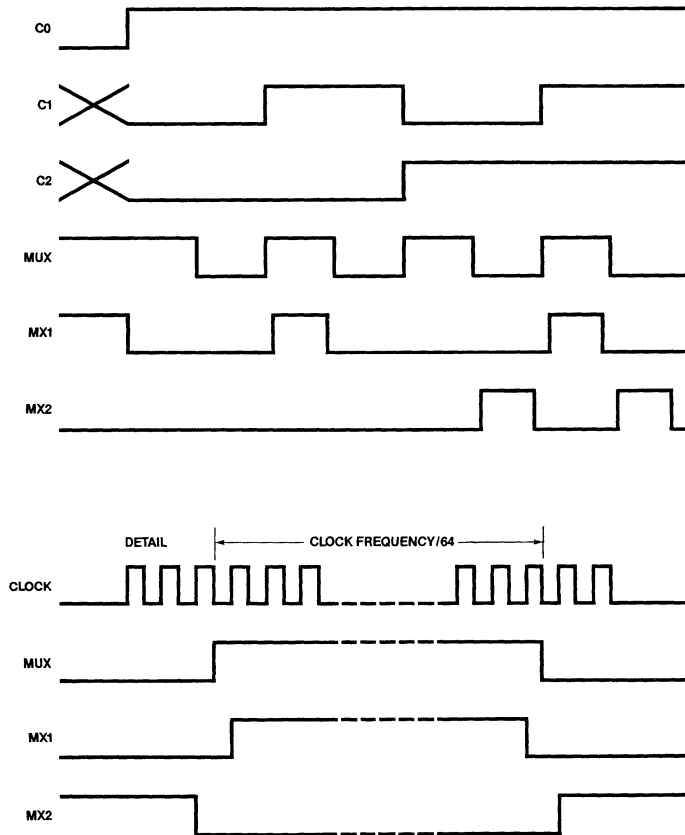 C0
C1
C2
MUX
MX1
MX2
DETAIL
CLOCK FREQUENCY/64
CLOCK
MUX
MX1
MX2